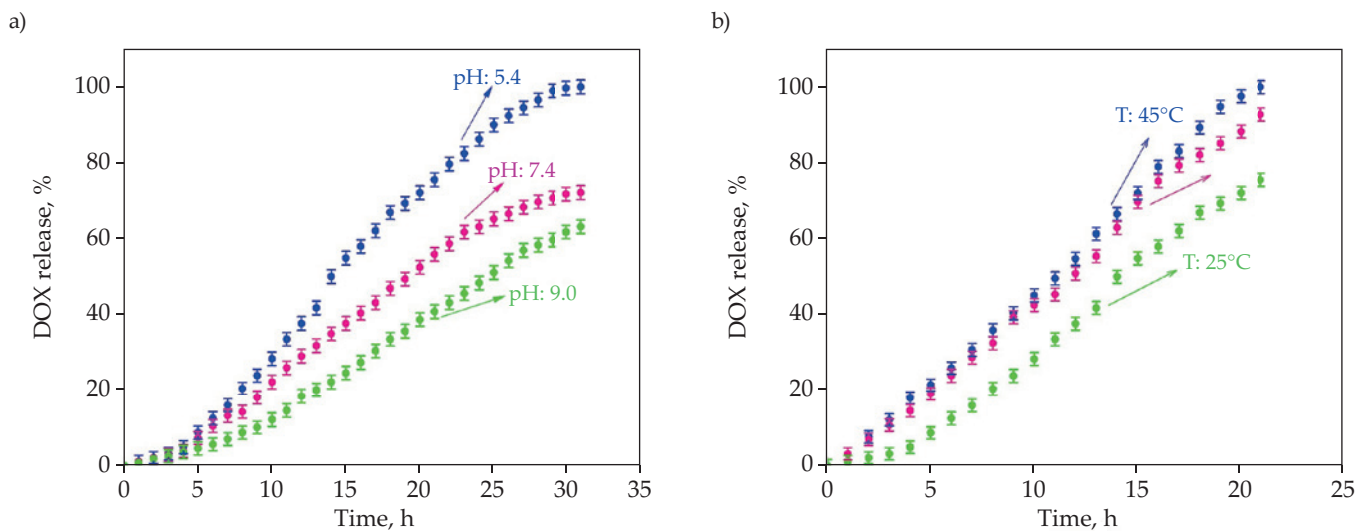 a)
DOX release, %
100
80
60
40
20
0
pH: 5.4
pH: 7.4
pH: 9.0
0 5 10 15 20 25 30 35
Time, h
b)
DOX release, %
100
80
60
40
20
0
T: 45°C
T: 25°C
0 5 10 15 20 25
Time, h